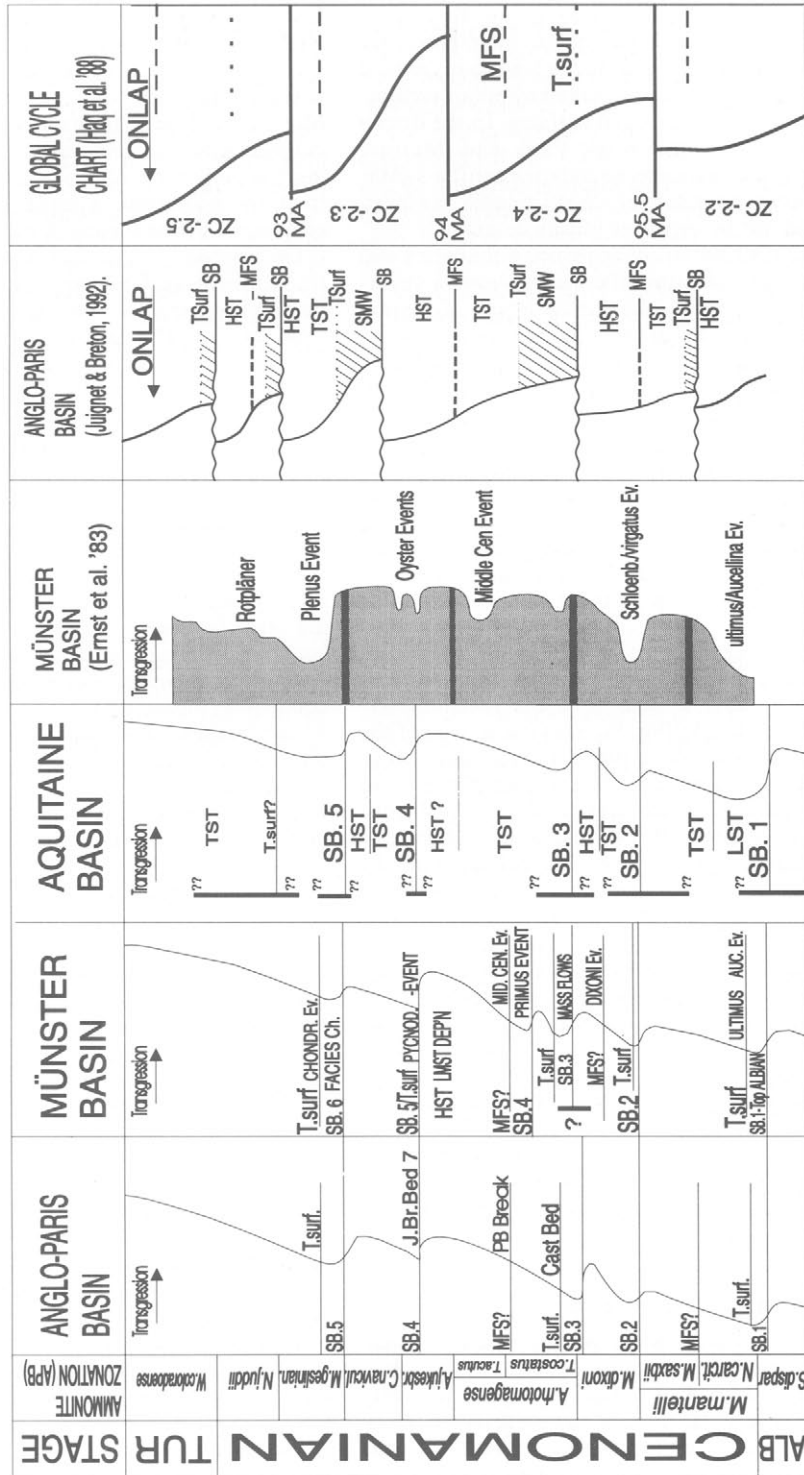 STAGE
TUR
CENOMANIAN
ALB
AMMONITE
ZONATION (APB)
W.coloradense
N.juddii
M.geslinian.
C.navicul.
A.jukesbr.
A.rhotomagense
T.acutus
T.costatus
M.dixoni
M.mantelli
M.saxbii
N.carcit.
S.dispar
ANGLO-PARIS
BASIN
Transgression
T.surf.
SB.5
J.Br.Bed 7
SB.4
PB Break
MFS?
Cast Bed
T.surf.
SB.3
SB.2
MFS?
T.surf.
SB.1
MÜNSTER
BASIN
Transgression
T.surf CHONDR. Ev.
SB. 6 FACIES Ch.
SB. 5/T.surf PYCNOD. -EVENT
HST LMST DEP'N
MFS? MID. CEN. Ev.
SB.4 PRIMUS EVENT
T.surf
SB.3 MASS FLOWS
?
MFS? DIXONI Ev.
SB.2 T.surf
T.surf ULTIMUS AUC. Ev.
SB.1-Top ALBIAN
AQUITAINE
BASIN
Transgression
TST
??
T.surf?
??
??
SB. 5
??
HST
TST
??
SB. 4
??
HST ?
TST
??
SB. 3
??
HST
TST
??
SB. 2
??
TST
LST
??
SB. 1
MÜNSTER
BASIN
(Ernst et al. '83)
Transgression
Rotpläner
Plenus Event
Oyster Events
Middle Cen Event
Schloenb./virgatus Ev.
ultimus/Aucellina Ev.
ANGLO-PARIS
BASIN
(Juignet & Breton, 1992).
ONLAP
TSurf
SB
HST
MFS
TSurf
SB
HST
TST
TSurf
SMW
SB
HST
MFS
TST
TSurf
SMW
SB
HST
MFS
TST
TSurf
SB
HST
GLOBAL CYCLE
CHART (Haq et al. '88)
ONLAP
ZC -2.5
93
MA
ZC -2.3
94
MA
MFS
T.surf
ZC -2.4
95.5
MA
ZC -2.2